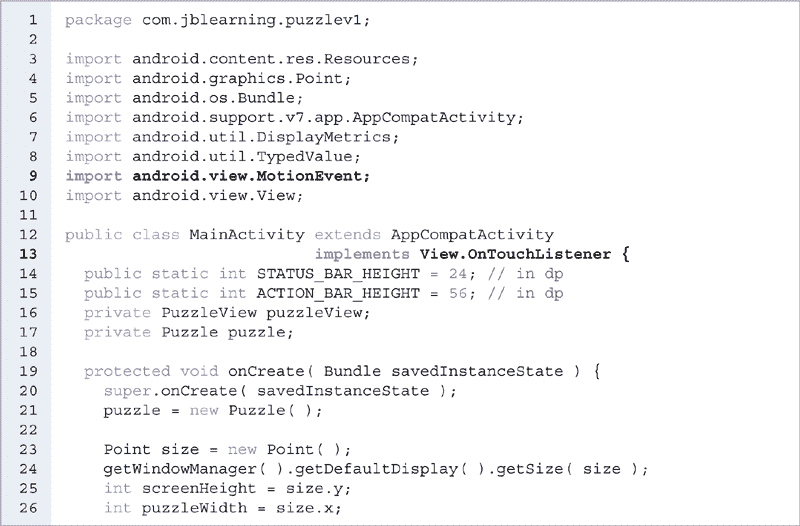 1 package com.jblearning.puzzlev1;
2
3 import android.content.res.Resources;
4 import android.graphics.Point;
5 import android.os.Bundle;
6 import android.support.v7.app.AppCompatActivity;
7 import android.util.DisplayMetrics;
8 import android.util.TypedValue;
9 import android.view.MotionEvent;
10 import android.view.View;
11
12 public class MainActivity extends AppCompatActivity
13                           implements View.OnTouchListener {
14   public static int STATUS_BAR_HEIGHT = 24; // in dp
15   public static int ACTION_BAR_HEIGHT = 56; // in dp
16   private PuzzleView puzzleView;
17   private Puzzle puzzle;
18
19   protected void onCreate( Bundle savedInstanceState ) {
20     super.onCreate( savedInstanceState );
21     puzzle = new Puzzle( );
22
23     Point size = new Point( );
24     getWindowManager( ).getDefaultDisplay( ).getSize( size );
25     int screenHeight = size.y;
26     int puzzleWidth = size.x;